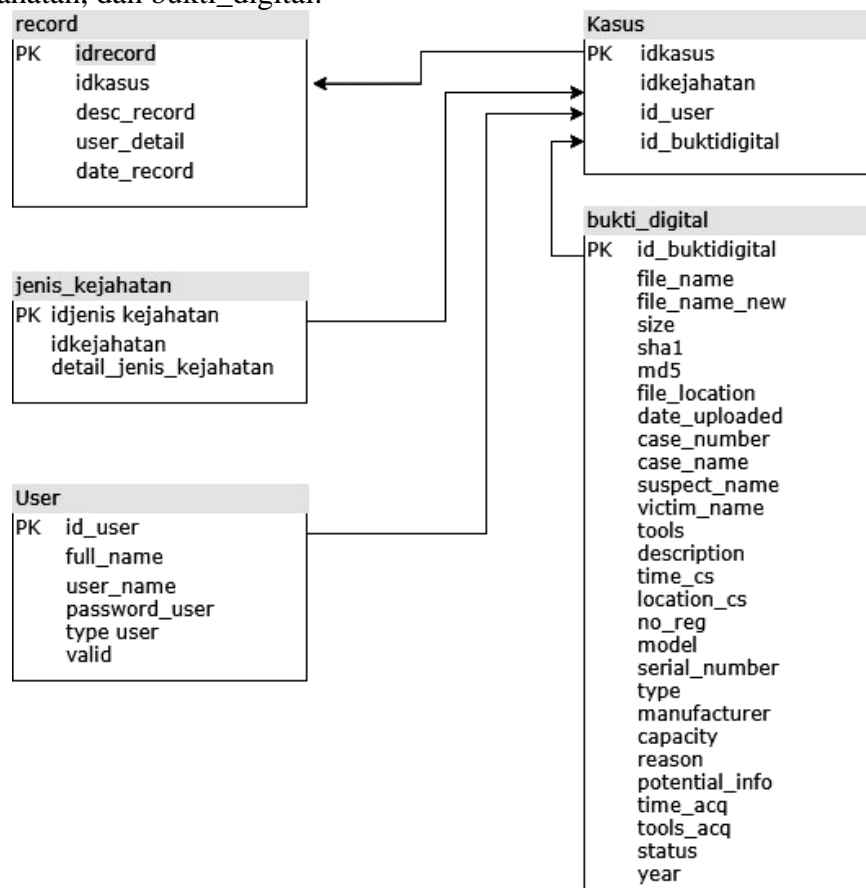 dan bukti_digital.
record
PK idrecord
idkasus
desc_record
user_detail
date_record
jenis_kejahatan
PK idjenis kejahatan
idkejahatan
detail_jenis_kejahatan
User
PK id_user
full_name
user_name
password_user
type user
valid
Kasus
PK idkasus
idkejahatan
id_user
id_buktidigital
bukti_digital
PK id_buktidigital
file_name
file_name_new
size
sha1
md5
file_location
date_uploaded
case_number
case_name
suspect_name
victim_name
tools
description
time_cs
location_cs
no_reg
model
serial_number
type
manufacturer
capacity
reason
potential_info
time_acq
tools_acq
status
year